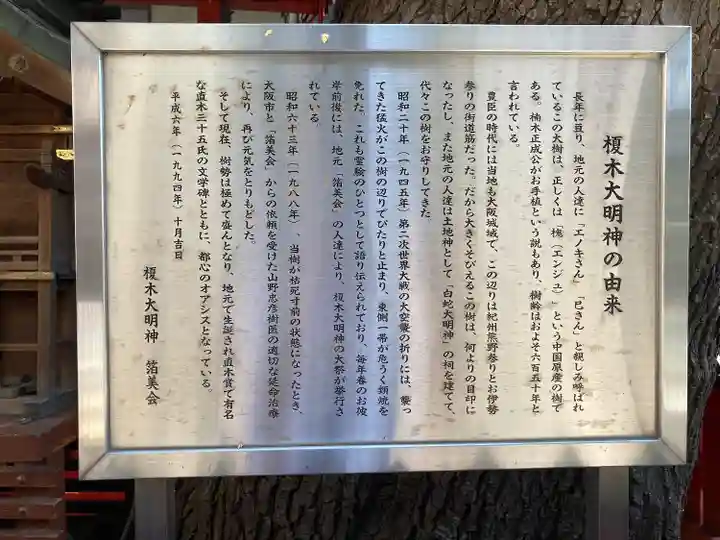 榎木大明神の由来
長年に亘り、地元の人達に「エノキさん」「巳さん」と親しみ呼ばれ
ているこの大樹は、正しくは「槐（エンジュ）」という中国原産の樹で
ある。楠木正成公がお手植という説もあり、樹齢はおよそ六百五十年と
言われている。
豊臣の時代には当地も大阪城域で、この辺りは紀州熊野参りとお伊勢
参りの街道筋だった。だから大きくそびえるこの樹は、何よりの目印に
なったし、また地元の人達は土地神として「白蛇大明神」の祠を建てて、
代々この樹をお守りしてきた。
昭和二十年（一九四五年）第二次世界大戦の大空襲の折りには、襲っ
てきた猛火がこの樹の辺りでぴたりと止まり、東側一帯が危うく類焼を
免れた。これも霊験のひとつとして語り伝えられており、毎年春のお彼
岸前後には、地元「箔美会」の人達により、榎木大明神の大祭が挙行さ
れている。
昭和六十三年（一九八八年）、当樹が枯死寸前の状態になったとき、
大阪市と「箔美会」からの依頼を受けた山野忠彦樹医の適切な延命治療
により、再び元気をとりもどした。
そして現在、樹勢は極めて盛んとなり、地元で生誕され直木賞で有名
な直木三十五氏の文学碑とともに、都心のオアシスとなっている。
平成六年（一九九四年）十月吉日
榎木大明神 箔美会